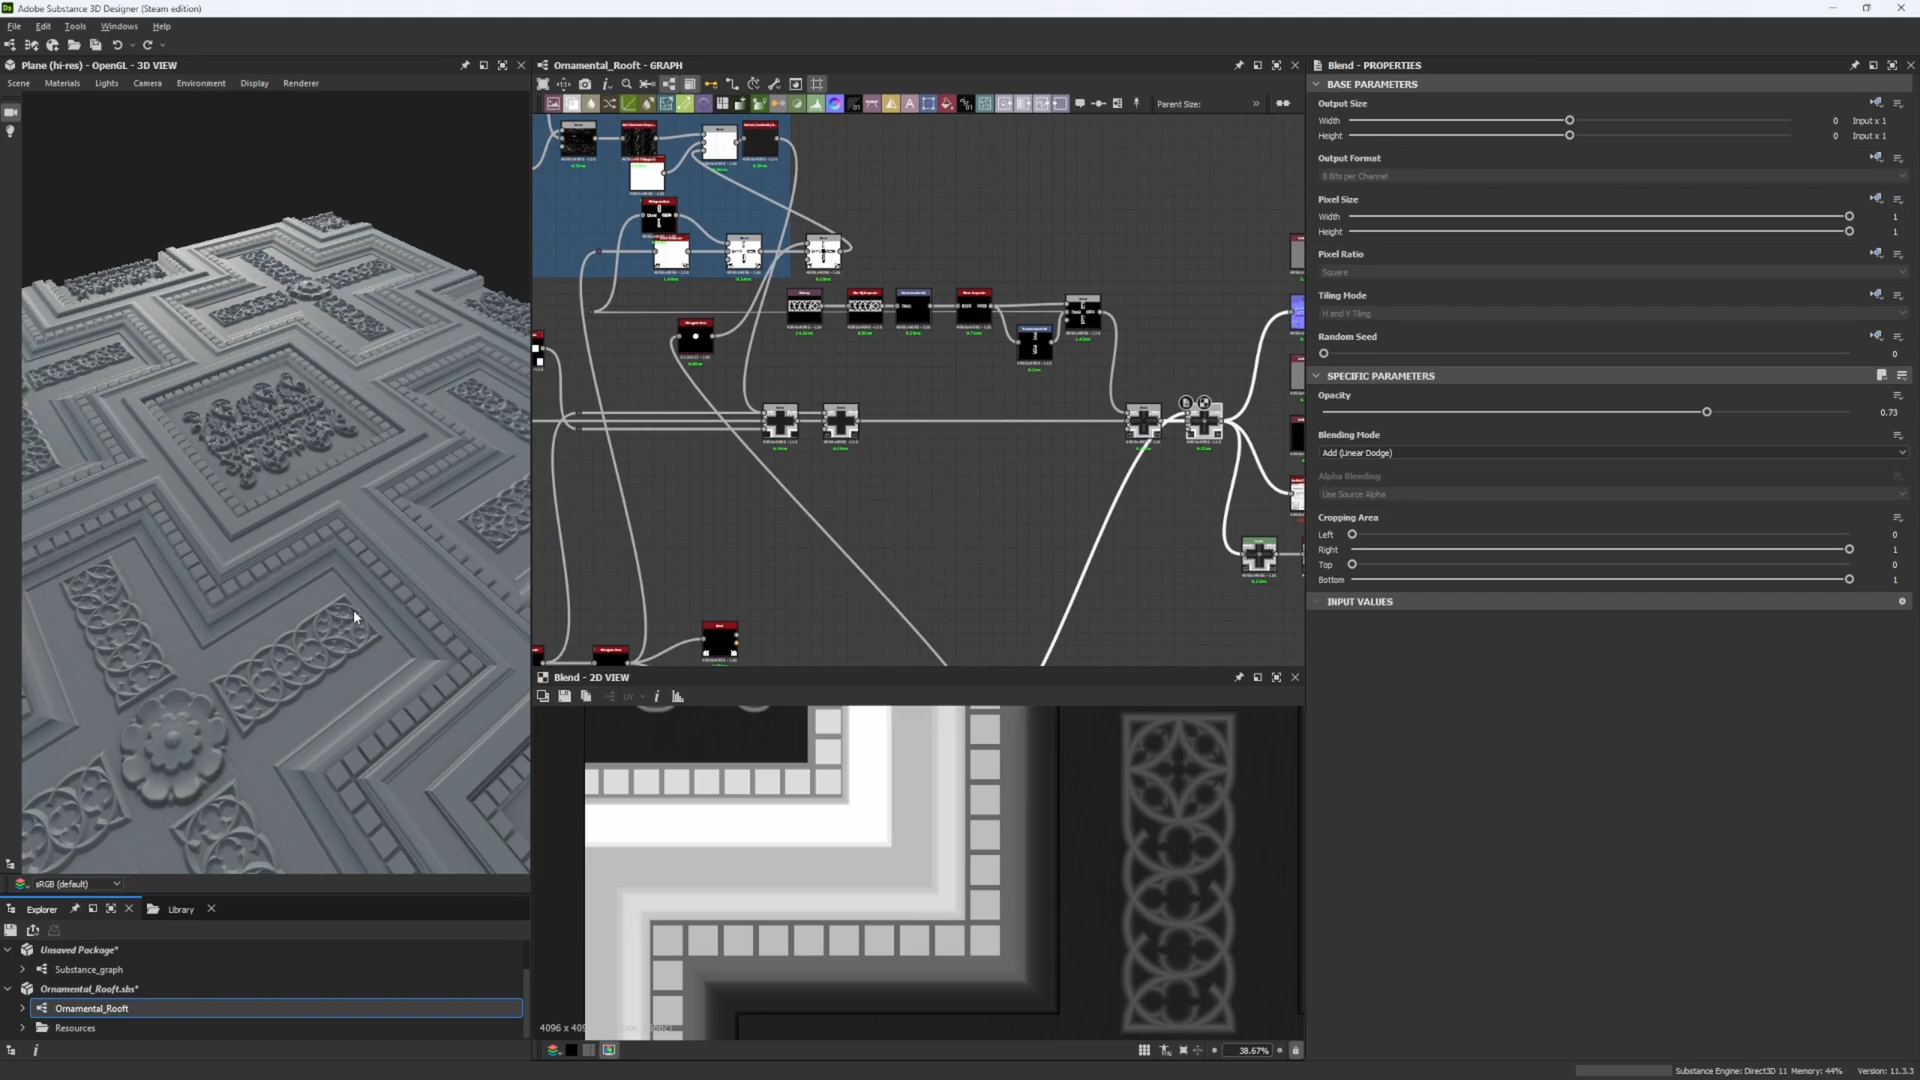 Adobe Substance 3D Designer (Steam edition)
File Edit Tools Windows Help
Plane (hi-res) - OpenGL - 3D VIEW
Scene Materials Lights Camera Environment Display Renderer
sRGB (default)
Explorer
Library
Unsaved Package*
Substance_graph
Ornamental_Rooft.sbs*
Ornamental_Rooft
Resources
Ornamental_Rooft - GRAPH
Parent Size:
Blend - 2D VIEW
UV
38.67%
Blend - PROPERTIES
BASE PARAMETERS
Output Size
Width 0 Input x 1
Height 0 Input x 1
Output Format
8 Bits per Channel
Pixel Size
Width 1
Height 1
Pixel Ratio
Square
Tiling Mode
H and V Tiling
Random Seed
0
SPECIFIC PARAMETERS
Opacity
0.73
Blending Mode
Add (Linear Dodge)
Alpha Blending
Use Source Alpha
Cropping Area
Left 0
Right 1
Top 0
Bottom 1
INPUT VALUES
Substance Engine: Direct3D 11 Memory: 44% Version: 11.3.3